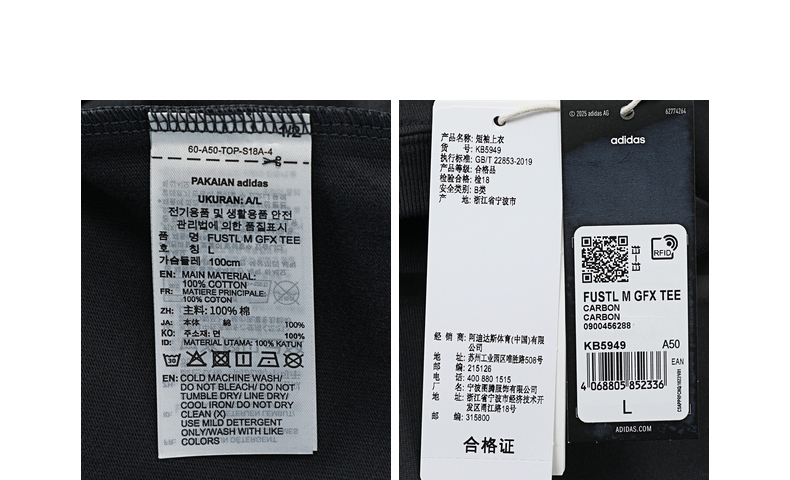 1/2
60-A50-TOP-S18A-4
PAKAIAN adidas
UKURAN: A/L
전기용품 및 생활용품 안전
관리법에 의한 품질표시
품 명 FUSTL M GFX TEE
호 칭 L
가슴둘레 100cm
EN: MAIN MATERIAL:
100% COTTON
FR: MATIERE PRINCIPALE:
100% COTON
ZH: 主料: 100% 棉
JA: 本体 綿 100%
KO: 주소재: 면 100%
ID: MATERIAL UTAMA: 100% KATUN
30
EN: COLD MACHINE WASH/
DO NOT BLEACH/ DO NOT
TUMBLE DRY/ LINE DRY/
COOL IRON/ DO NOT DRY
CLEAN (X)
USE MILD DETERGENT
ONLY/WASH WITH LIKE
COLORS
产品名称: 短袖上衣
货 号: KB5949
执行标准: GB/T 22853-2019
产品等级: 合格品
检验合格: 检18
安全类别: B类
产 地: 浙江省宁波市
经 销 商: 阿迪达斯体育(中国)有限
公司
地 址: 苏州工业园区唯胜路508号
邮 编: 215126
电 话: 400 880 1515
厂 名: 宁波图腾服饰有限公司
地 址: 浙江省宁波市经济技术开
发区甬江路18号
邮 编: 315800
合格证
© 2025 adidas AG
62774264
adidas
RFID
FUSTL M GFX TEE
CARBON
CARBON
0900456288
KB5949 A50
EAN
4 068805 852336
L
ADIDAS.COM